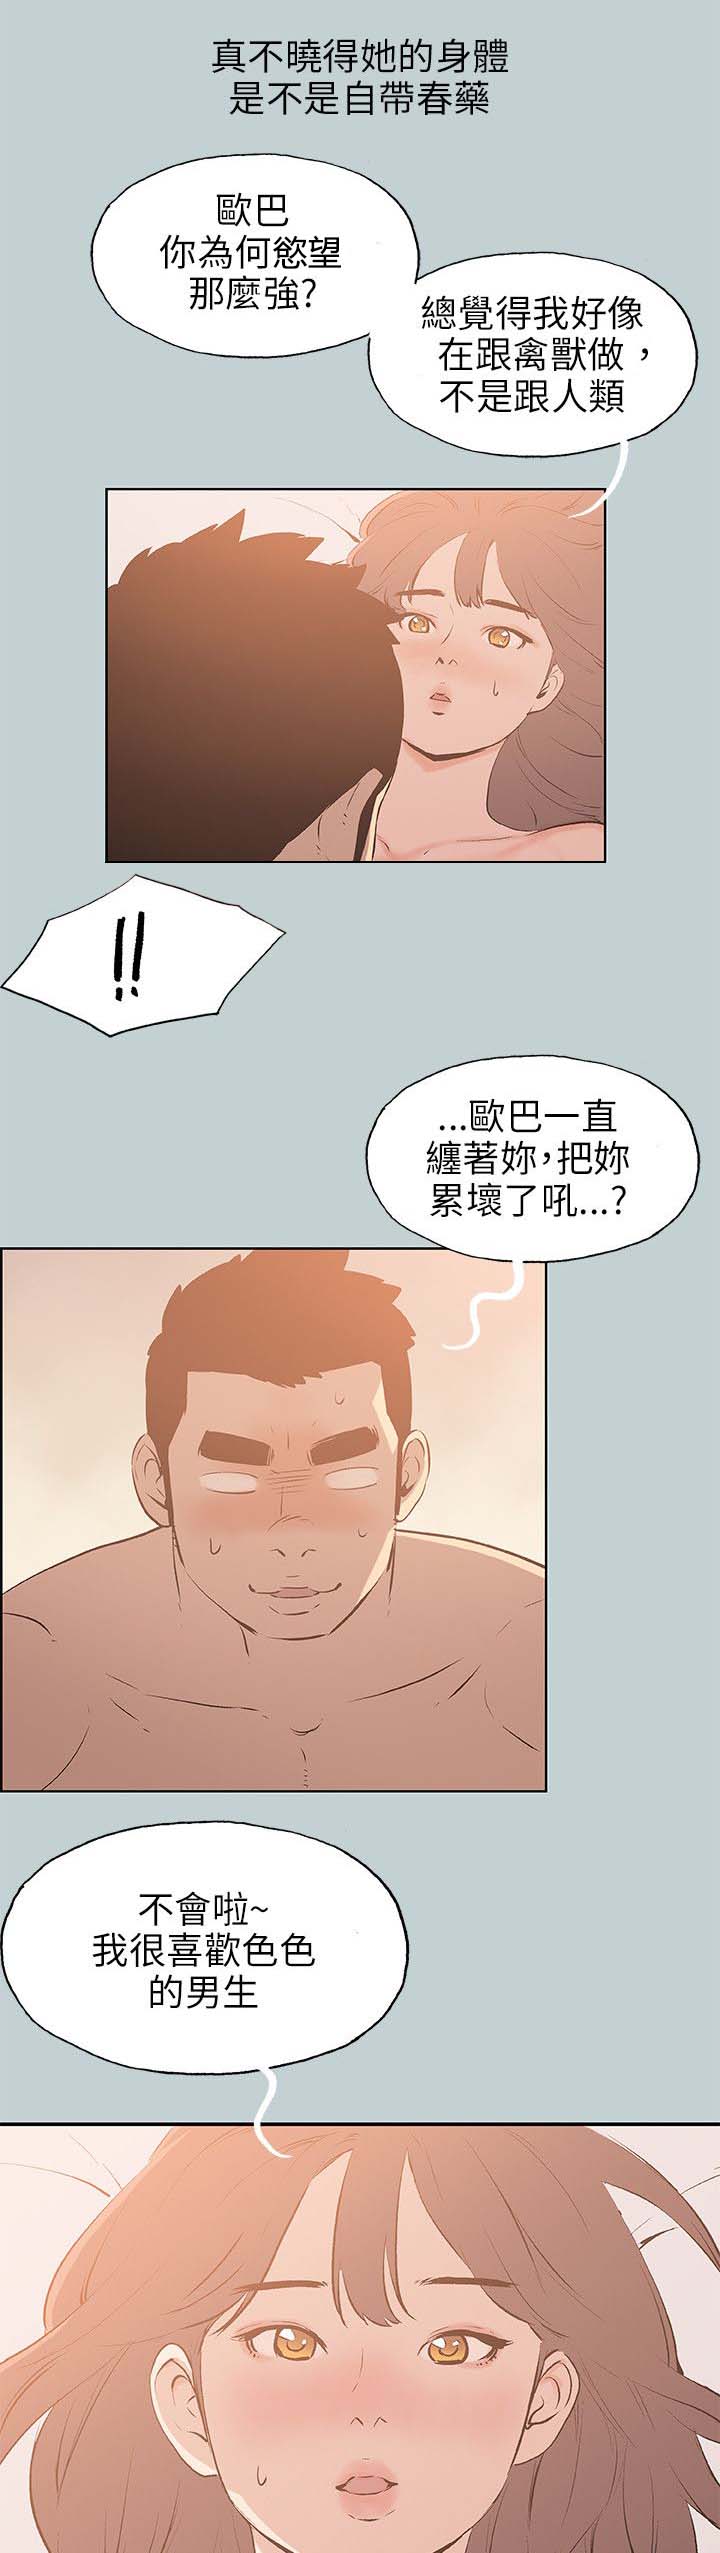 真不曉得她的身體
是不是自帶春藥
歐巴
你為何慾望
那麼強?
總覺得我好像
在跟禽獸做，
不是跟人類
!!
...歐巴一直
纏著妳,把妳
累壞了吼...?
不會啦~
我很喜歡色色
的男生